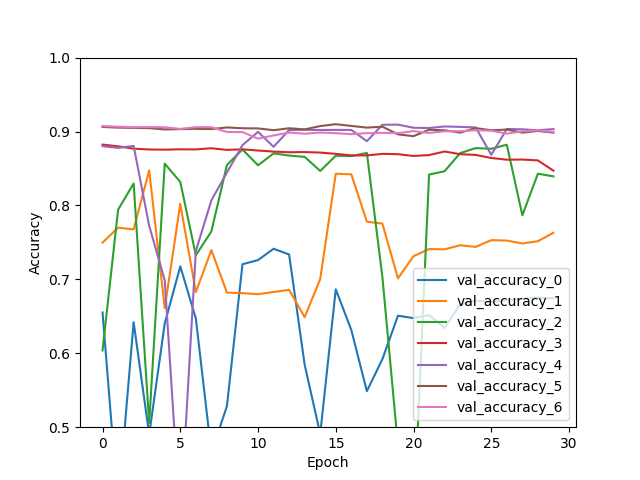 1.0
0.9
0.8
0.7
0.6
0.5
Accuracy
0 5 10 15 20 25 30
Epoch
val_accuracy_0
val_accuracy_1
val_accuracy_2
val_accuracy_3
val_accuracy_4
val_accuracy_5
val_accuracy_6